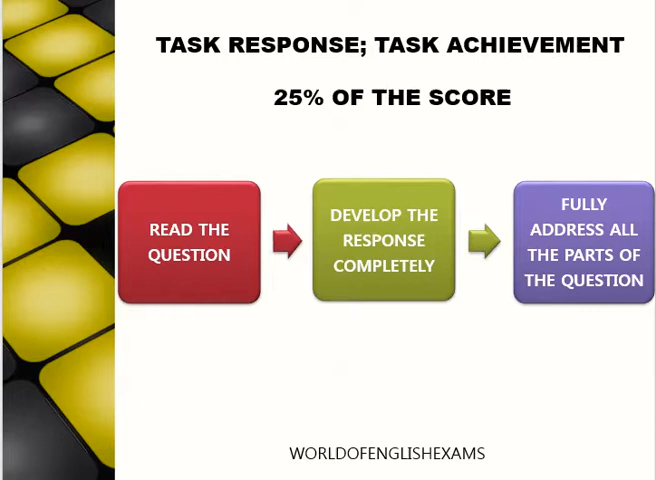 TASK RESPONSE; TASK ACHIEVEMENT
25% OF THE SCORE
READ THE
QUESTION
DEVELOP THE
RESPONSE
COMPLETELY
FULLY
ADDRESS ALL
THE PARTS OF
THE QUESTION
WORLDOFENGLISHEXAMS